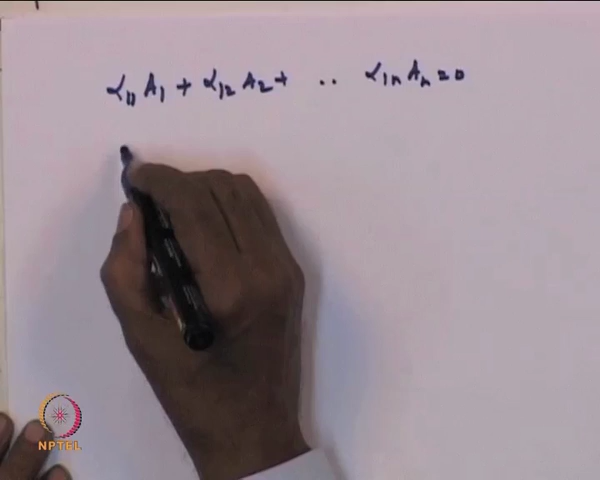 α₁₁ A₁ + α₁₂ A₂ + .. α₁ₙ Aₙ = 0
NPTEL